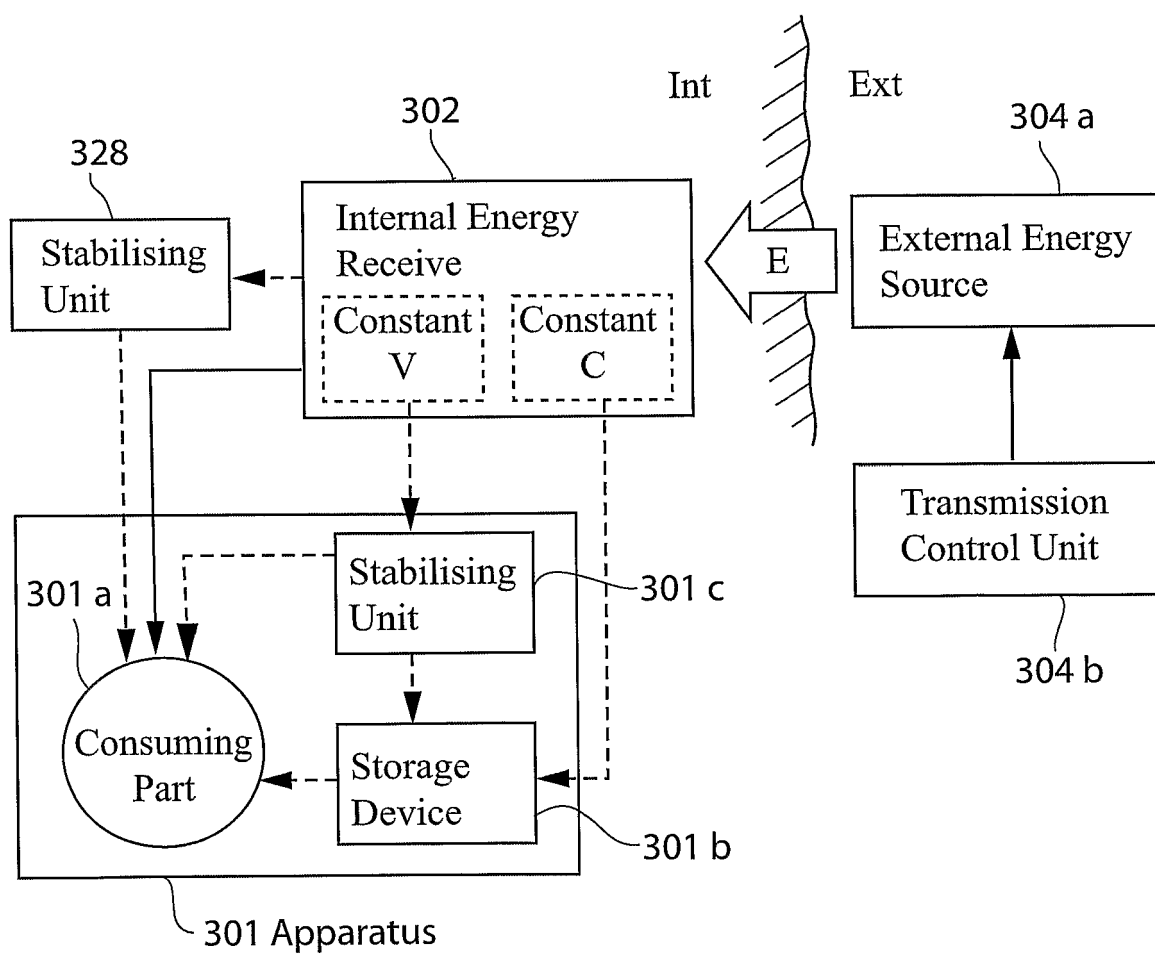 Int
Ext
302
304 a
328
Internal Energy
Receive
External Energy
Source
Stabilising
Unit
E
Constant
V
Constant
C
Transmission
Control Unit
Stabilising
Unit
301 c
301 a
304 b
Consuming
Part
Storage
Device
301 b
301 Apparatus